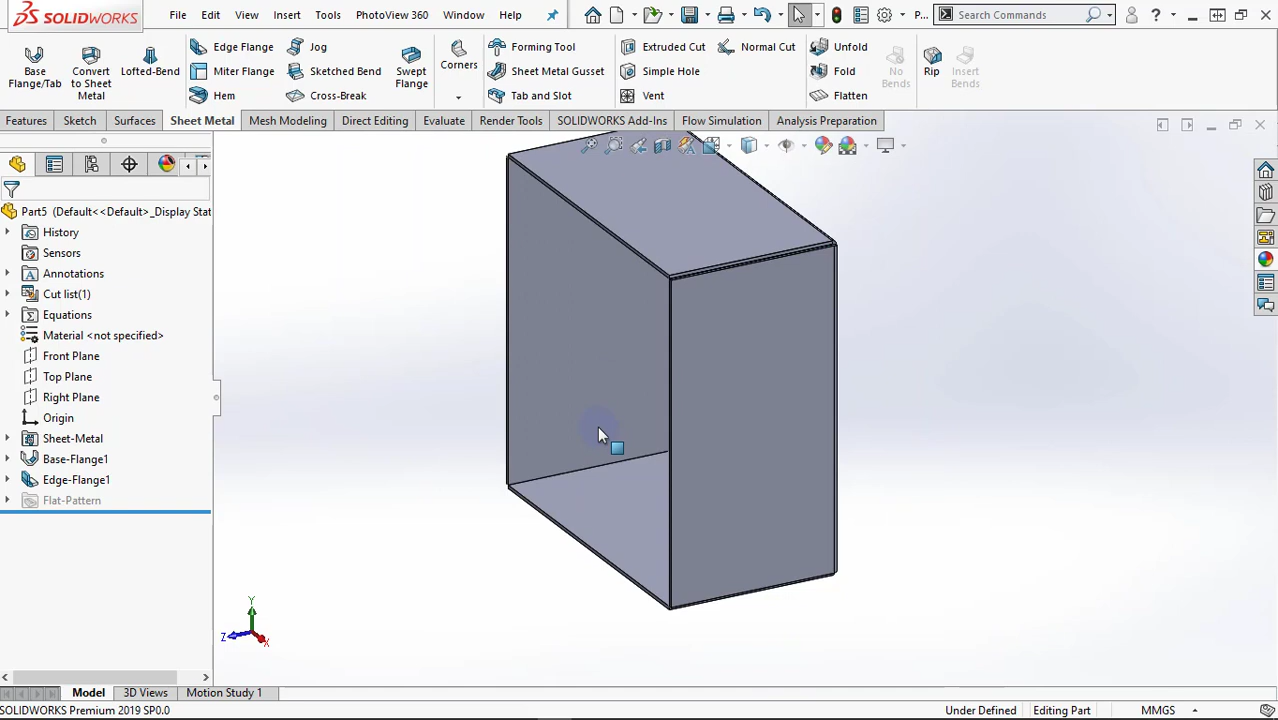 SOLIDWORKS
File
Edit
View
Insert
Tools
PhotoView 360
Window
Help
P...
Search Commands
?
Base
Flange/Tab
Convert
to Sheet
Metal
Lofted-Bend
Edge Flange
Miter Flange
Hem
Jog
Sketched Bend
Cross-Break
Swept
Flange
Corners
Forming Tool
Sheet Metal Gusset
Tab and Slot
Extruded Cut
Simple Hole
Vent
Normal Cut
Unfold
Fold
Flatten
No
Bends
Rip
Insert
Bends
Features
Sketch
Surfaces
Sheet Metal
Mesh Modeling
Direct Editing
Evaluate
Render Tools
SOLIDWORKS Add-Ins
Flow Simulation
Analysis Preparation
Part5 (Default<<Default>_Display Stat
History
Sensors
Annotations
Cut list(1)
Equations
Material <not specified>
Front Plane
Top Plane
Right Plane
Origin
Sheet-Metal
Base-Flange1
Edge-Flange1
Flat-Pattern
Y
Z
X
Model
3D Views
Motion Study 1
SOLIDWORKS Premium 2019 SP0.0
Under Defined
Editing Part
MMGS